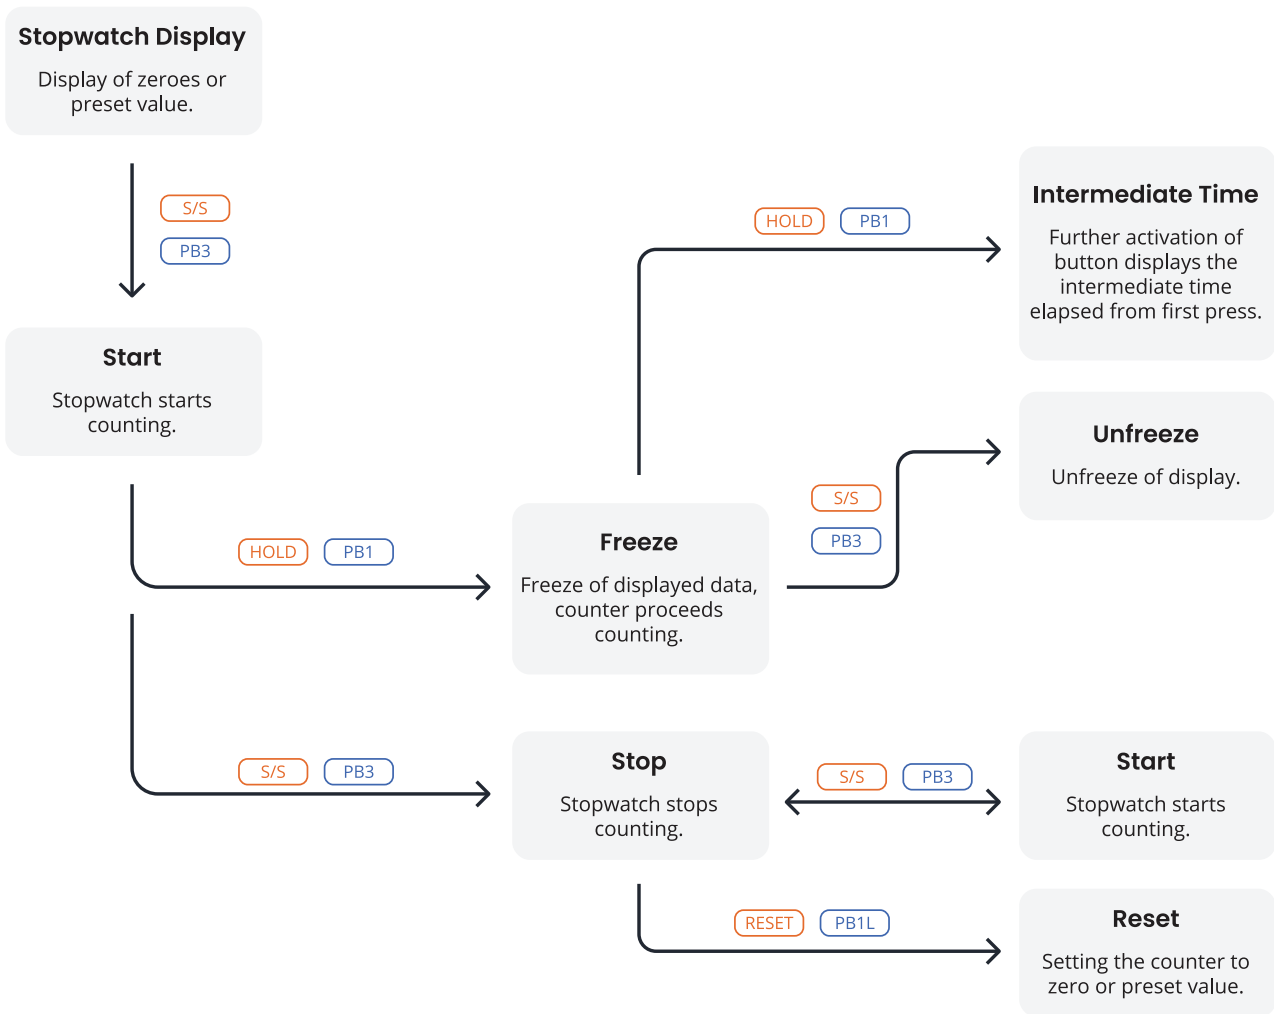 Stopwatch Display
Display of zeroes or
preset value.
S/S
PB3
Start
Stopwatch starts
counting.
HOLD PB1
Freeze
Freeze of displayed data,
counter proceeds
counting.
HOLD PB1
Intermediate Time
Further activation of
button displays the
intermediate time
elapsed from first press.
S/S
PB3
Unfreeze
Unfreeze of display.
S/S PB3
Stop
Stopwatch stops
counting.
S/S PB3
Start
Stopwatch starts
counting.
RESET PB1L
Reset
Setting the counter to
zero or preset value.